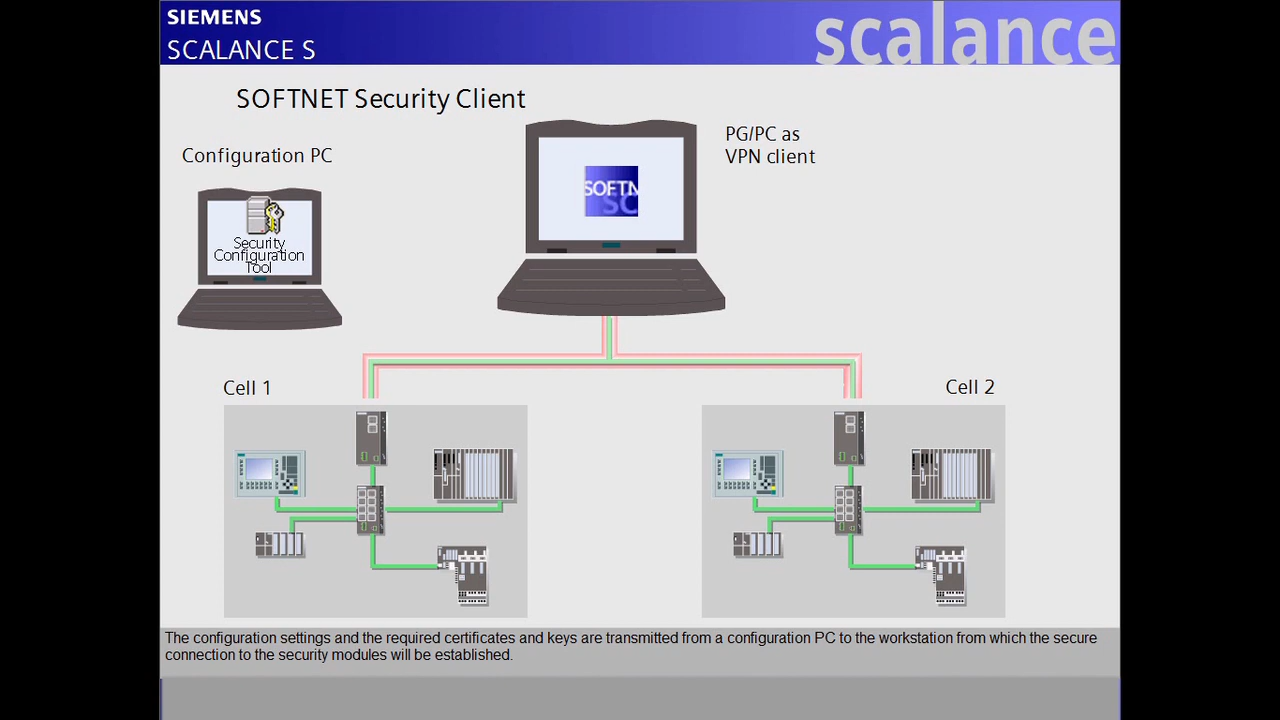 SIEMENS
SCALANCE S
scalance
SOFTNET Security Client
PG/PC as
VPN client
Configuration PC
SOFTN
SC
Security
Configuration
Tool
Cell 1
Cell 2
The configuration settings and the required certificates and keys are transmitted from a configuration PC to the workstation from which the secure
connection to the security modules will be established.